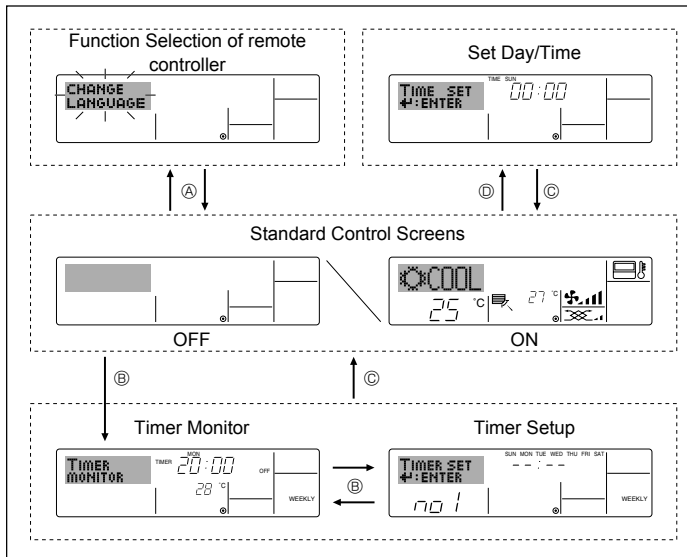 Function Selection of remote
controller
CHANGE
LANGUAGE
Set Day/Time
TIME SUN
TIME SET 00:00
↵:ENTER
Ⓐ
Ⓓ
Ⓒ
Standard Control Screens
COOL
25 °C 27 °C
OFF
ON
Ⓑ
Ⓒ
Timer Monitor
MON
TIMER MONITOR TIMER 20:00 OFF
28 °C
WEEKLY
Ⓑ
Timer Setup
SUN MON TUE WED THU FRI SAT
TIMER SET --:--
↵:ENTER
no 1 WEEKLY